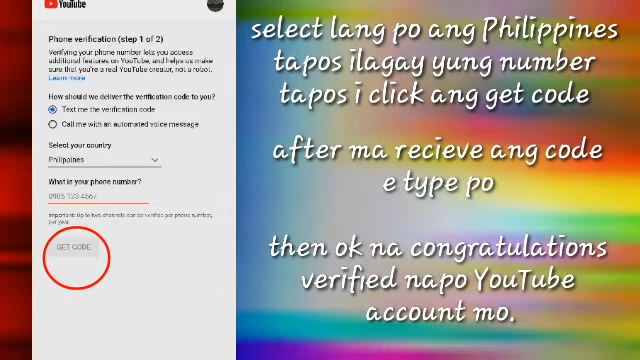 YouTube
Phone verification (step 1 of 2)
Verifying your phone number lets you access
additional features on YouTube, and helps us make
sure that you're a real YouTube creator, not a robot.
Learn more
How should we deliver the verification code to you?
Text me the verification code
Call me with an automated voice message
Select your country
Philippines
What is your phone number?
0905 123 4567
Important: Up to two channels can be verified per phone number,
per year.
GET CODE
select lang po ang Philippines
tapos ilagay yung number
tapos i click ang get code
after ma recieve ang code
e type po
then ok na congratulations
verified napo YouTube
account mo.